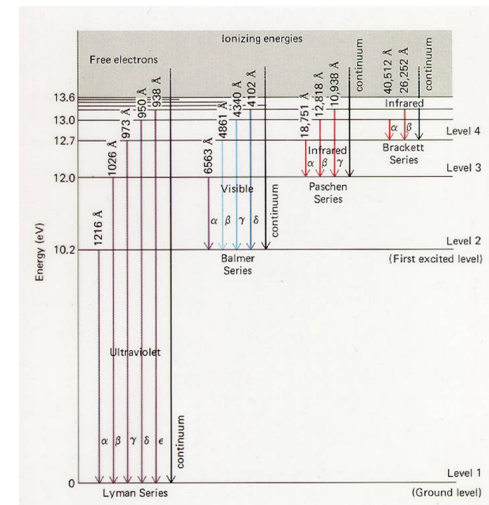 Ionizing energies
Free electrons
continuum
continuum
13.6
13.0
12.7
12.0
10.2
0
Energy (eV)
1216 Å
1026 Å
973 Å
950 Å
938 Å
6563 Å
4861 Å
4340 Å
4102 Å
18,751 Å
12,818 Å
10,938 Å
40,512 Å
26,252 Å
Infrared
α β
Brackett
Series
Level 4
Infrared
α β γ
Paschen
Series
Level 3
Visible
α β γ δ
continuum
Balmer
Series
Level 2
(First excited level)
Ultraviolet
α β γ δ ϵ
continuum
Lyman Series
Level 1
(Ground level)